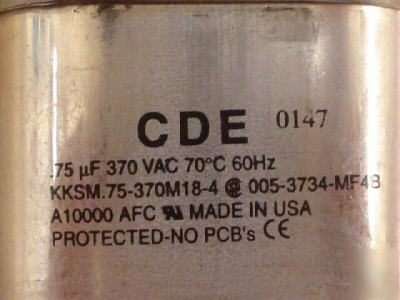 CDE 0147
.75 µF 370 VAC 70°C 60Hz
KKSM.75-370M18-4 005-3734-MF4B
A10000 AFC MADE IN USA
PROTECTED-NO PCB's CE